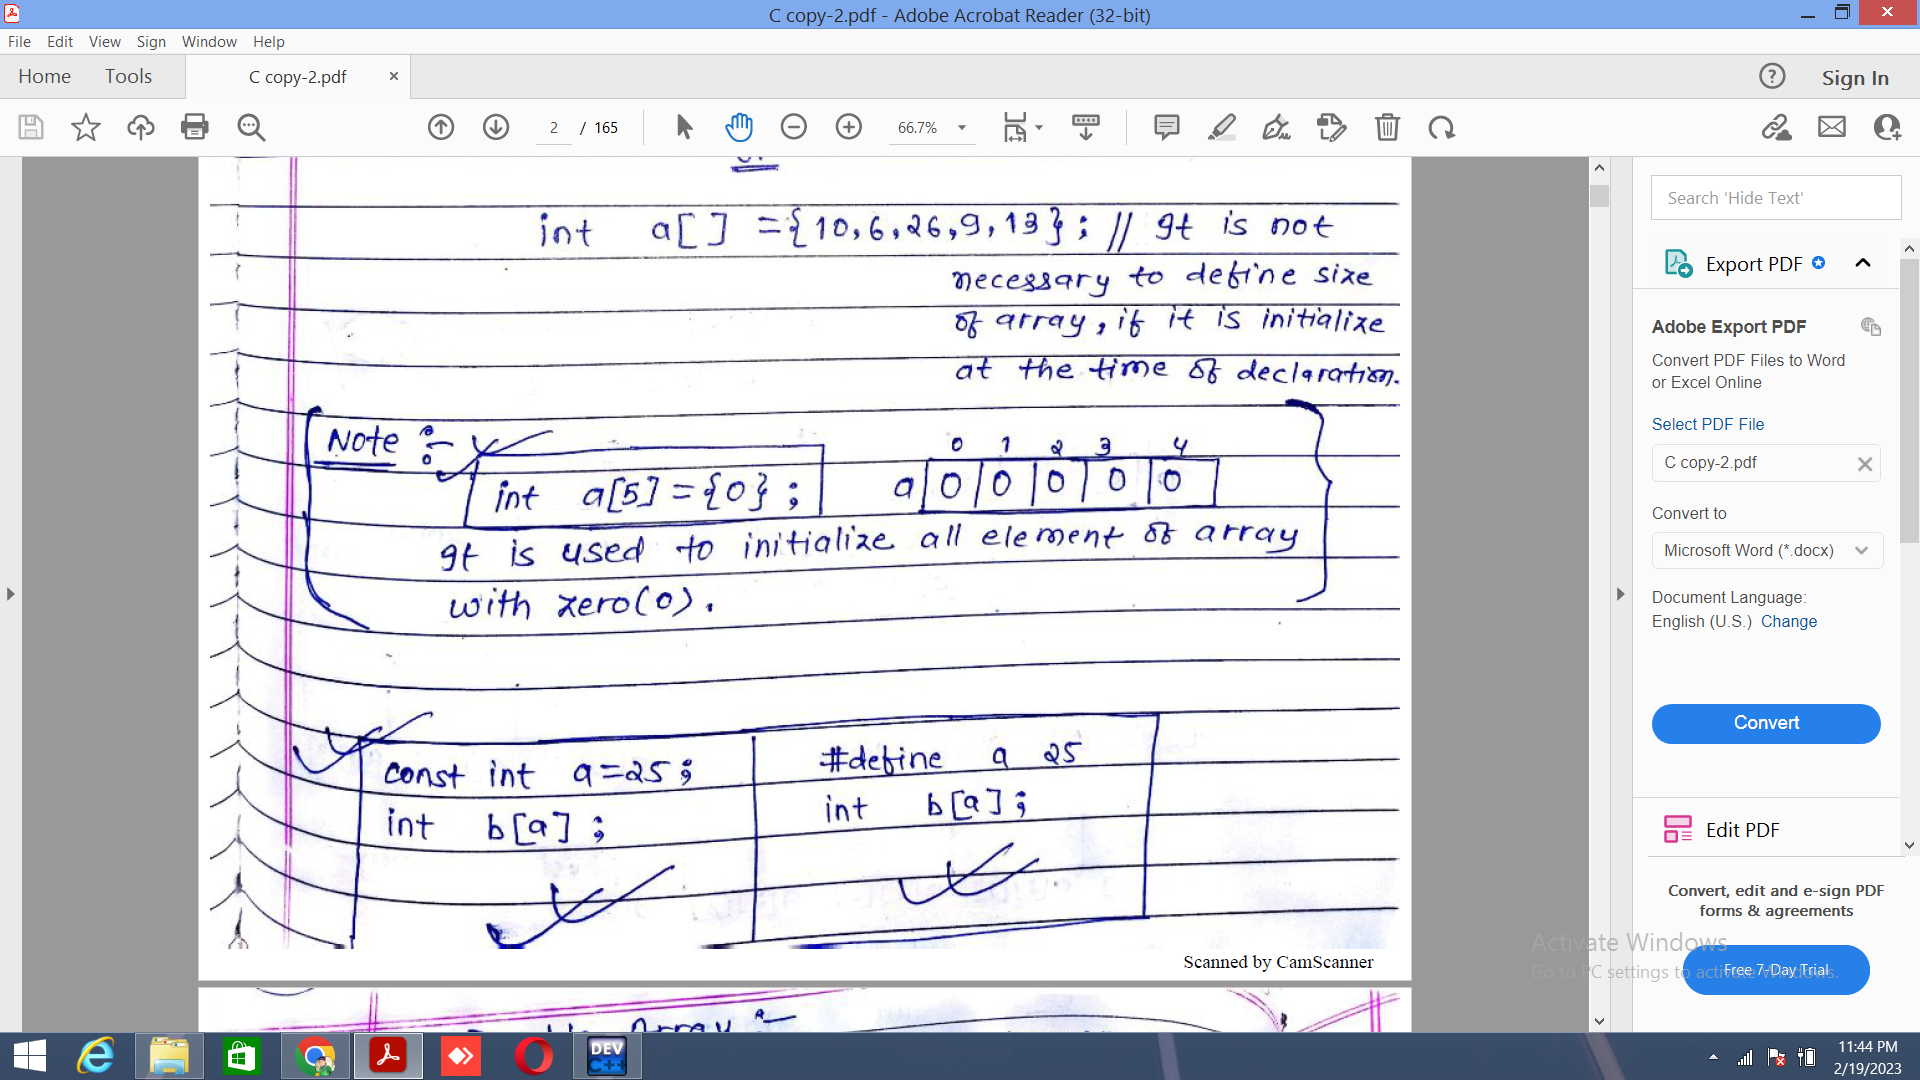 C copy-2.pdf - Adobe Acrobat Reader (32-bit)
File Edit View Sign Window Help
Home Tools C copy-2.pdf × Sign In
2 / 165 66.7%
int a[ ] ={10,6,26,9,13}; // It is not
necessary to define size
of array, if it is initialize
at the time of declaration.
Note :-
0 1 2 3 4
int a[5]={0}; a 0 0 0 0 0
It is used to initialize all element of array
with zero(0).
const int a=25;
int b[a];
#define a 25
int b[a];
Scanned by CamScanner
Array :-
Search 'Hide Text'
Export PDF
Adobe Export PDF
Convert PDF Files to Word
or Excel Online
Select PDF File
C copy-2.pdf
Convert to
Microsoft Word (*.docx)
Document Language:
English (U.S.) Change
Convert
Edit PDF
Convert, edit and e-sign PDF
forms & agreements
Activate Windows
Go to PC settings to activate Windows.
Free 7-Day Trial
DEV
C++
11:44 PM
2/19/2023